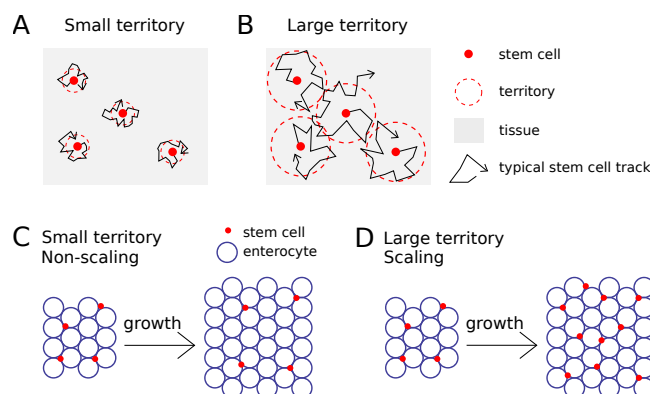 A
Small territory
B
Large territory
stem cell
territory
tissue
typical stem cell track
C
Small territory
Non-scaling
stem cell
enterocyte
growth
D
Large territory
Scaling
growth